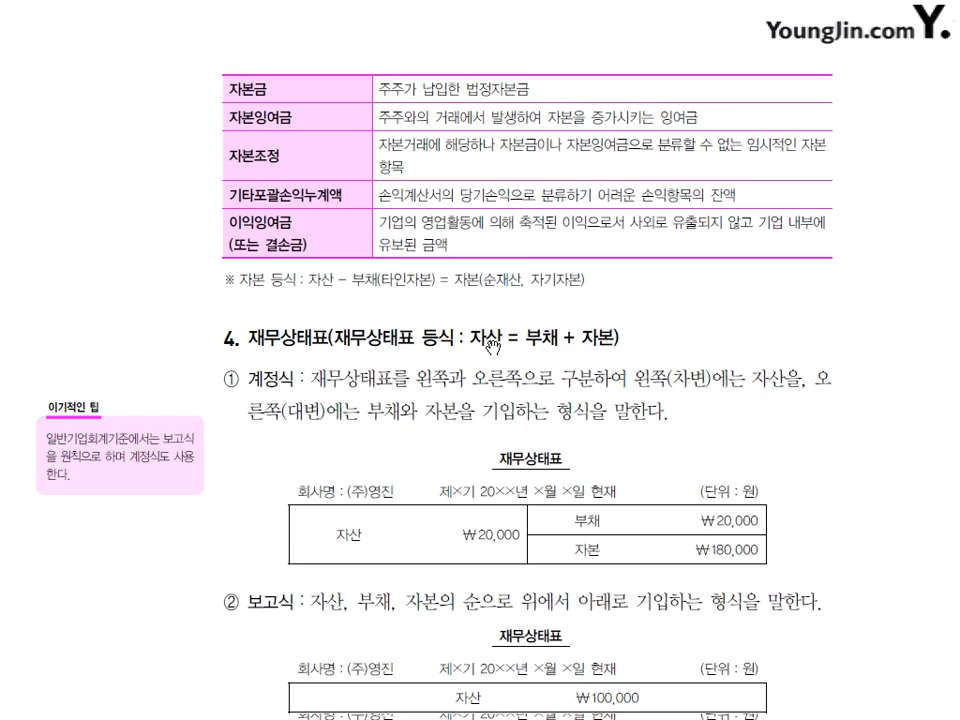 YoungJin.com Y.
자본금 주주가 납입한 법정자본금
자본잉여금 주주와의 거래에서 발생하여 자본을 증가시키는 잉여금
자본조정 자본거래에 해당하나 자본금이나 자본잉여금으로 분류할 수 없는 임시적인 자본
항목
기타포괄손익누계액 손익계산서의 당기손익으로 분류하기 어려운 손익항목의 잔액
이익잉여금 기업의 영업활동에 의해 축적된 이익으로서 사외로 유출되지 않고 기업 내부에
(또는 결손금) 유보된 금액
※ 자본 등식 : 자산 – 부채(타인자본) = 자본(순재산, 자기자본)
4. 재무상태표(재무상태표 등식 : 자산 = 부채 + 자본)
① 계정식 : 재무상태표를 왼쪽과 오른쪽으로 구분하여 왼쪽(차변)에는 자산을, 오
른쪽(대변)에는 부채와 자본을 기입하는 형식을 말한다.
이기적인 팁
일반기업회계기준에서는 보고식
을 원칙으로 하며 계정식도 사용
한다.
재무상태표
회사명 : (주)영진 제×기 20××년 ×월 ×일 현재 (단위 : 원)
자산 ₩20,000 부채 ₩20,000
자본 ₩180,000
② 보고식 : 자산, 부채, 자본의 순으로 위에서 아래로 기입하는 형식을 말한다.
재무상태표
회사명 : (주)영진 제×기 20××년 ×월 ×일 현재 (단위 : 원)
자산 ₩100,000